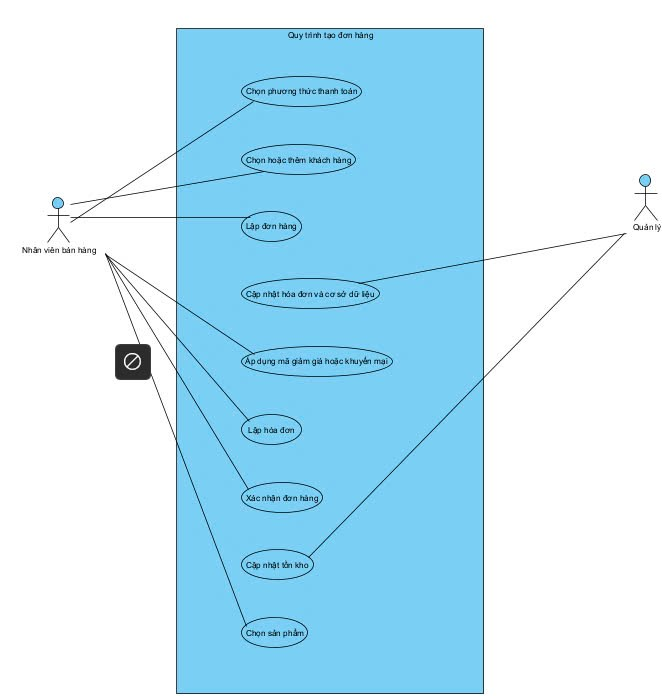 Quy trình tạo đơn hàng
Chọn phương thức thanh toán
Chọn hoặc thêm khách hàng
Nhân viên bán hàng
Lập đơn hàng
Quản lý
Cập nhật hóa đơn và cơ sở dữ liệu
Áp dụng mã giảm giá hoặc khuyến mại
Lập hóa đơn
Xác nhận đơn hàng
Cập nhật tồn kho
Chọn sản phẩm